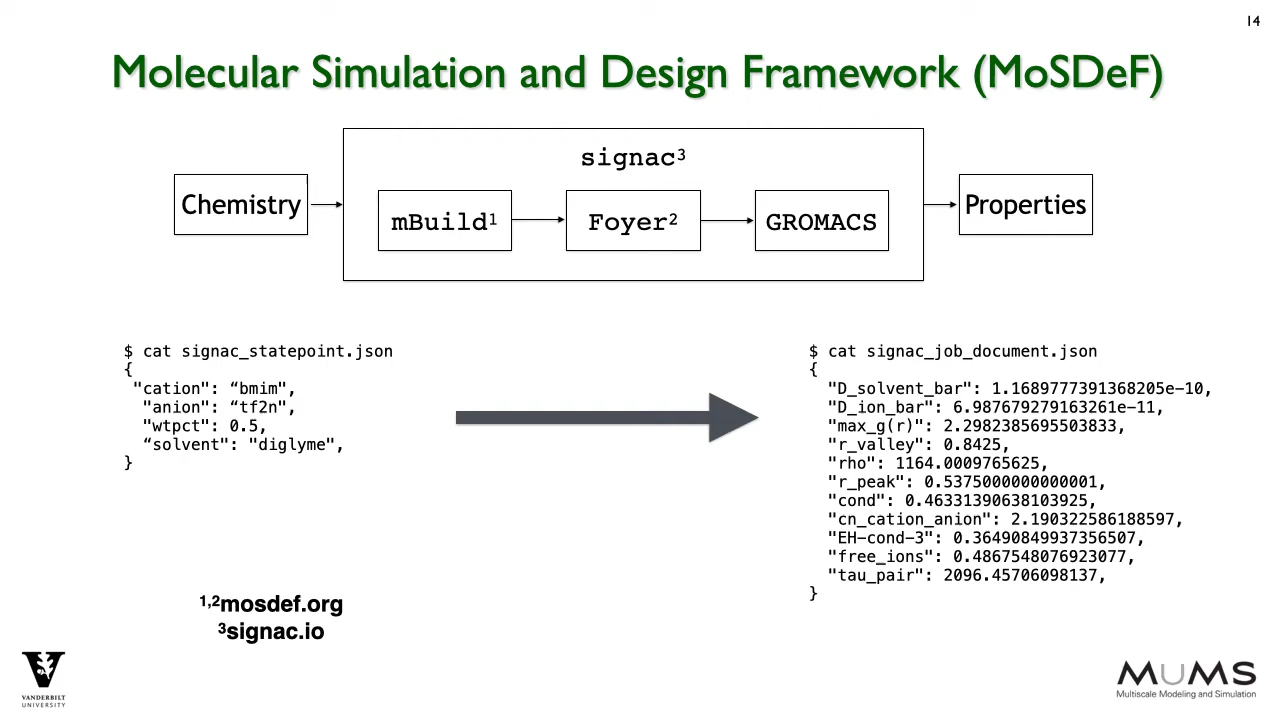 14
Molecular Simulation and Design Framework (MoSDeF)
signac³
Chemistry
mBuild¹
Foyer²
GROMACS
Properties
$ cat signac_statepoint.json
{
"cation": “bmim",
"anion": “tf2n",
"wtpct": 0.5,
“solvent": "diglyme",
}
$ cat signac_job_document.json
{
"D_solvent_bar": 1.1689777391368205e-10,
"D_ion_bar": 6.987679279163261e-11,
"max_g(r)": 2.2982385695503833,
"r_valley": 0.8425,
"rho": 1164.0009765625,
"r_peak": 0.5375000000000001,
"cond": 0.46331390638103925,
"cn_cation_anion": 2.190322586188597,
"EH-cond-3": 0.36490849937356507,
"free_ions": 0.4867548076923077,
"tau_pair": 2096.45706098137,
}
¹,²mosdef.org
³signac.io
VANDERBILT
UNIVERSITY
MUMS
Multiscale Modeling and Simulation